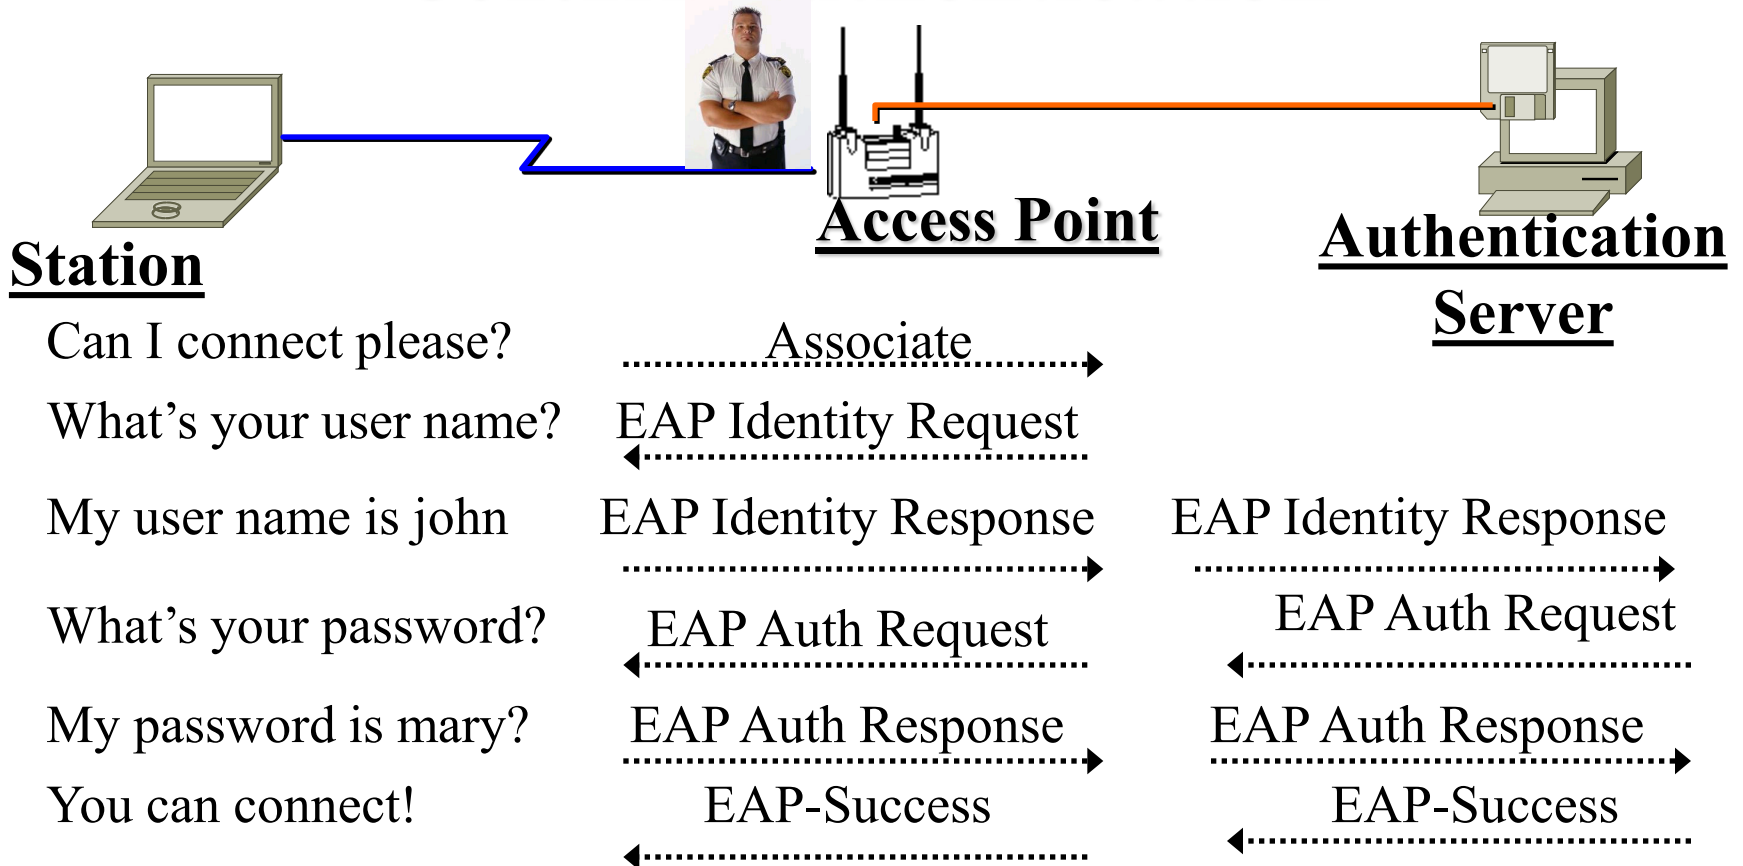 Access Point
Authentication
Server
Station
Can I connect please? Associate
What's your user name? EAP Identity Request
My user name is john EAP Identity Response EAP Identity Response
What's your password? EAP Auth Request EAP Auth Request
My password is mary? EAP Auth Response EAP Auth Response
You can connect! EAP-Success EAP-Success